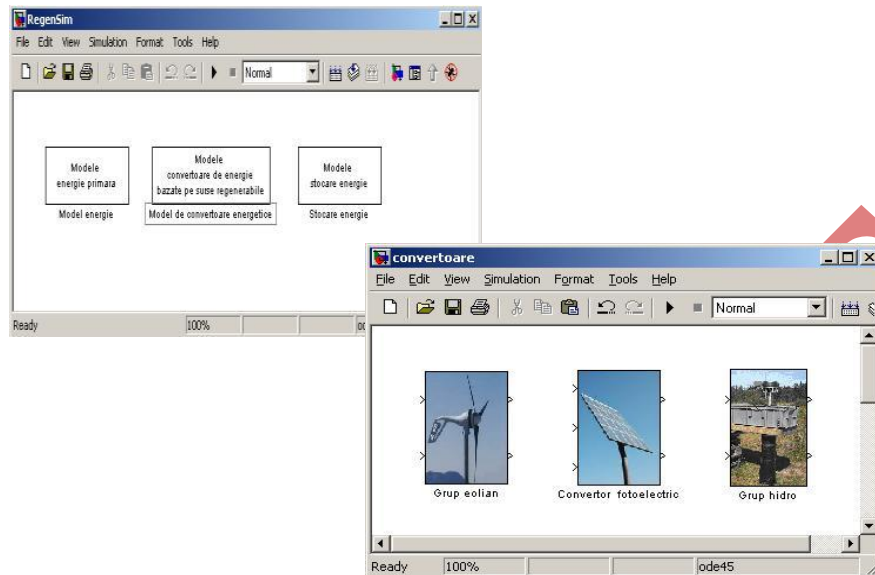 RegenSim
File Edit View Simulation Format Tools Help
Normal
Modele
energie primara
Modele
convertoare de energie
bazate pe surse regenerabile
Modele
stocare energie
Model energie
Model de convertoare energetice
Stocare energie
Ready 100%
convertoare
File Edit View Simulation Format Tools Help
Normal
Grup eolian
Convertor fotoelectric
Grup hidro
Ready 100% ode45